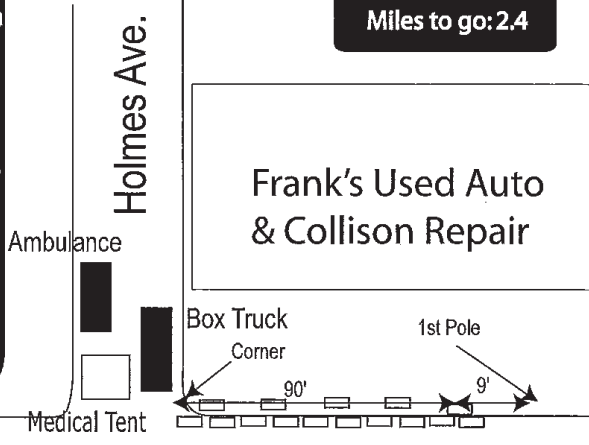 Miles to go: 2.4
Holmes Ave.
Frank's Used Auto
& Collison Repair
Ambulance
Box Truck
1st Pole
Corner
90'
9'
Medical Tent